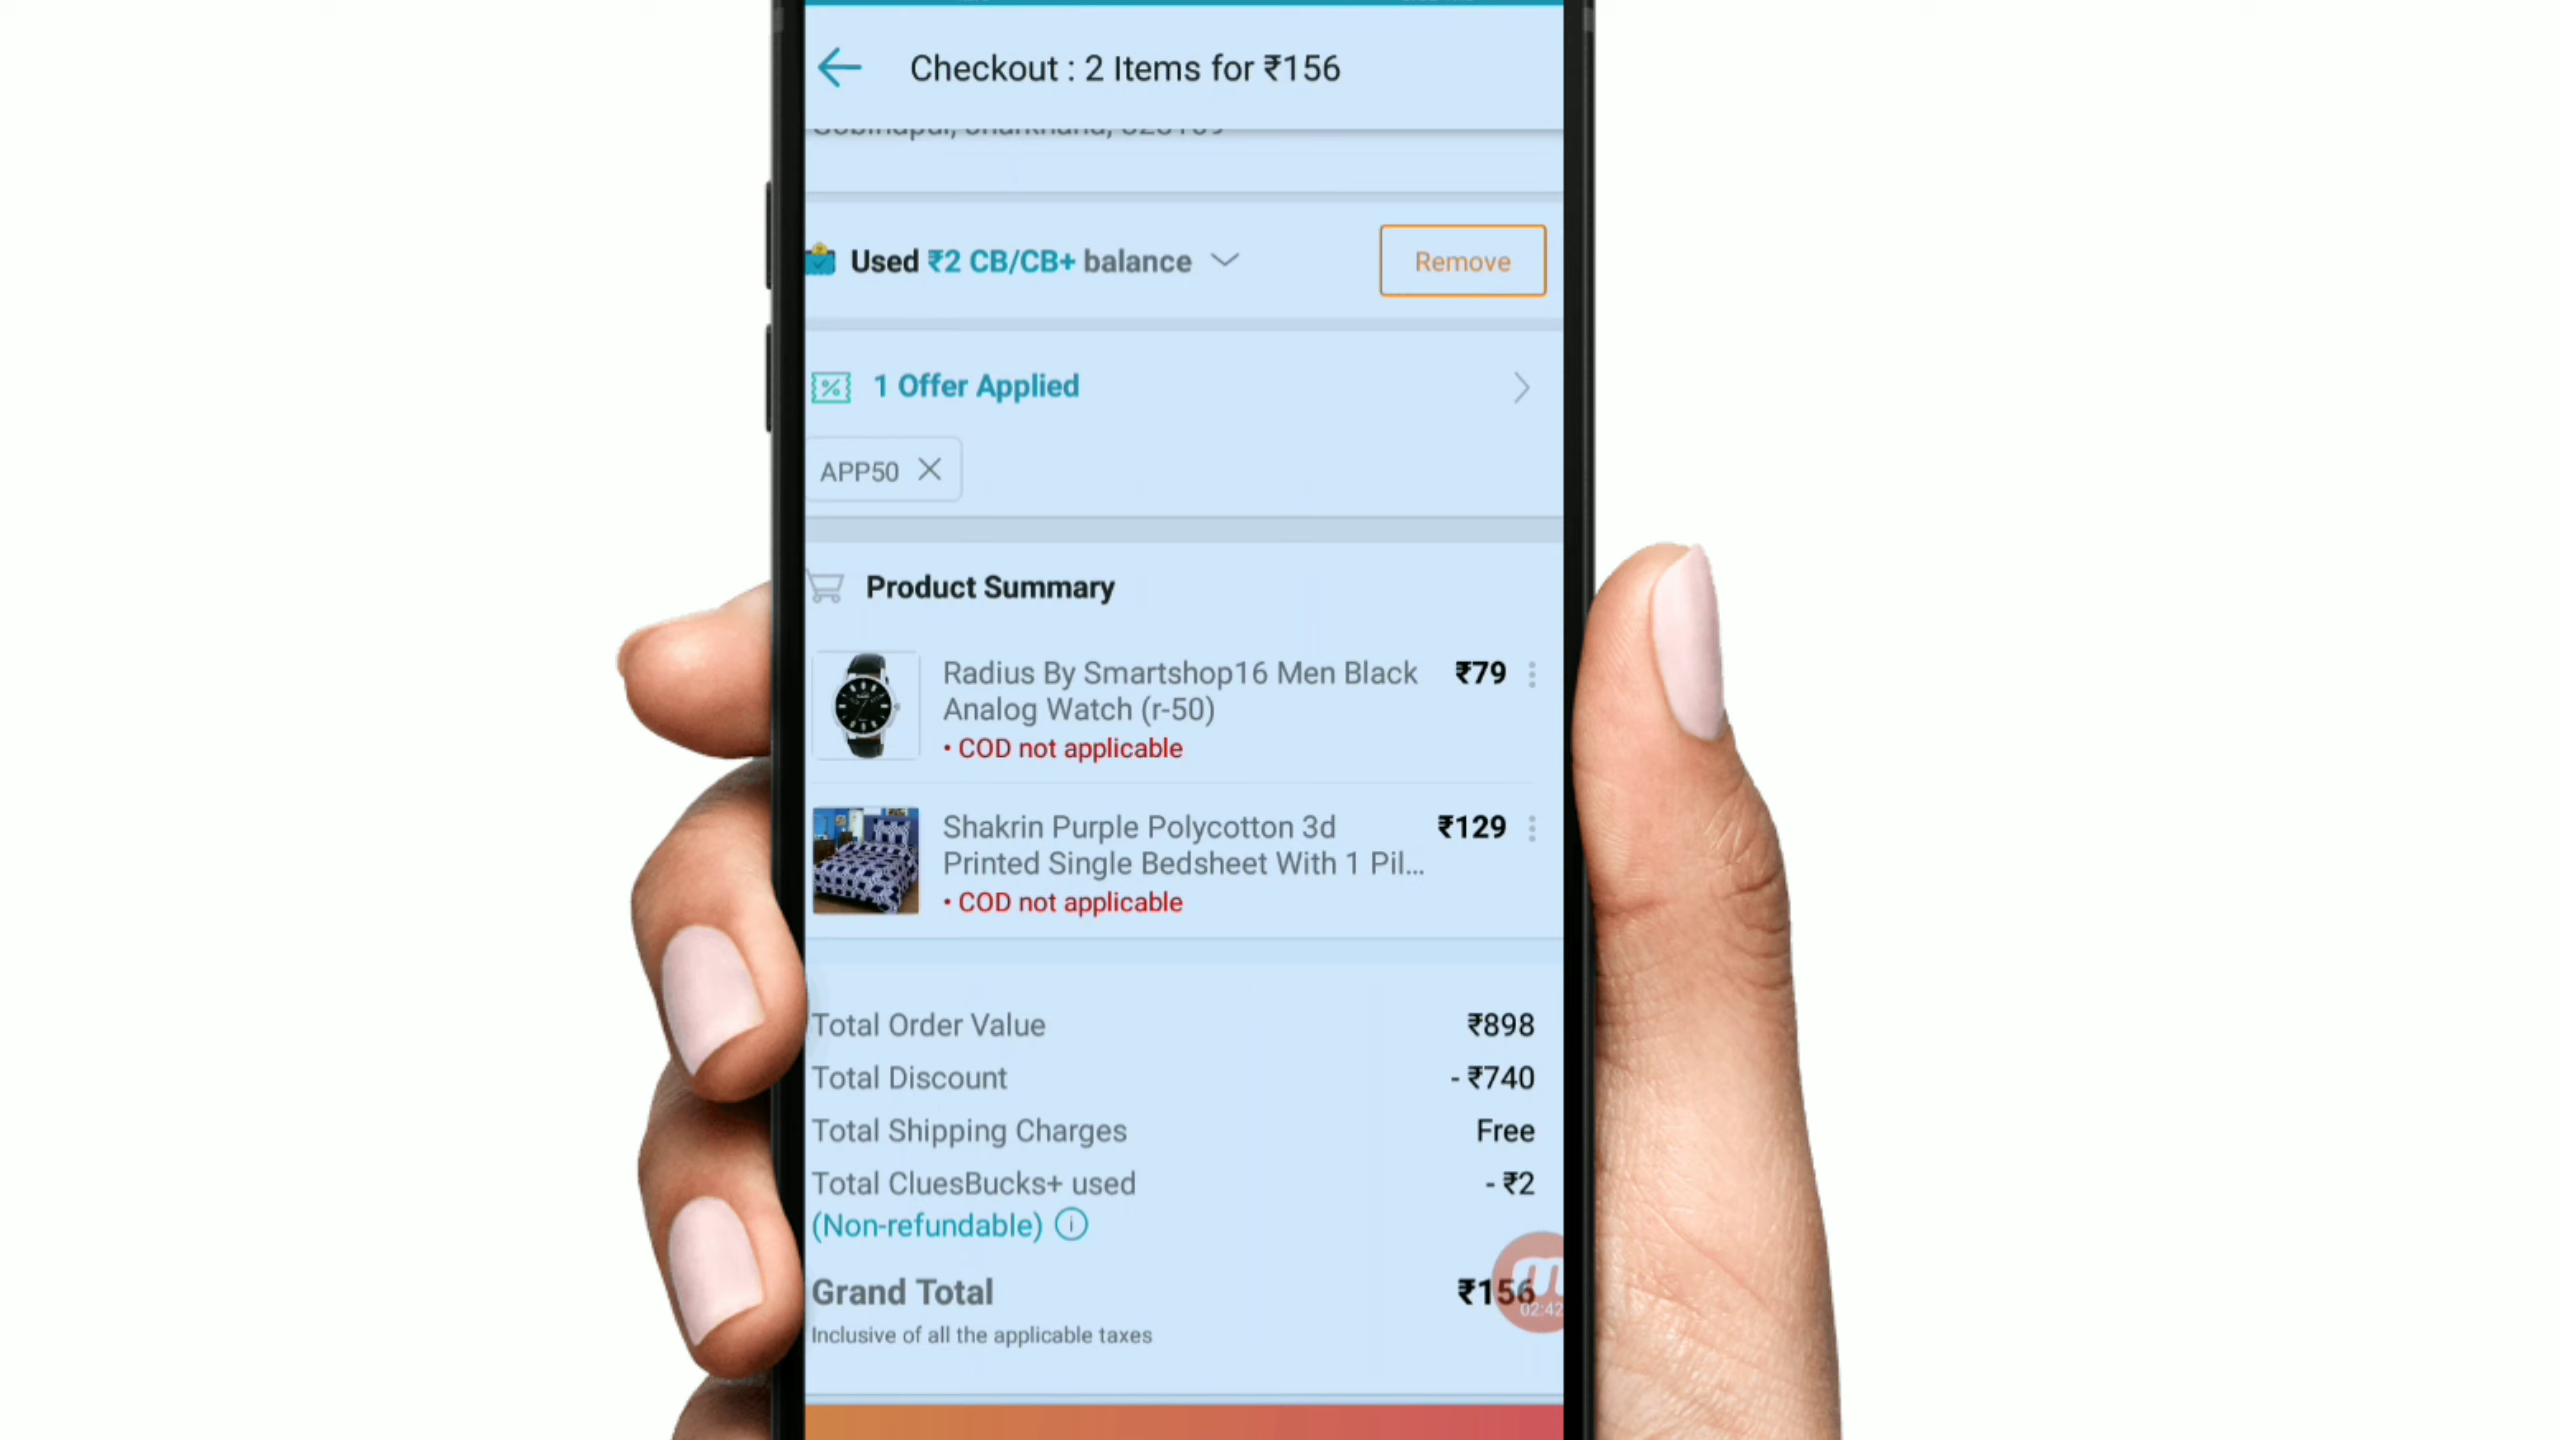 Checkout : 2 Items for ₹156
Used ₹2 CB/CB+ balance
Remove
1 Offer Applied
APP50
Product Summary
Radius By Smartshop16 Men Black
Analog Watch (r-50)
₹79
• COD not applicable
Shakrin Purple Polycotton 3d
Printed Single Bedsheet With 1 Pil...
₹129
• COD not applicable
Total Order Value ₹898
Total Discount - ₹740
Total Shipping Charges Free
Total CluesBucks+ used - ₹2
(Non-refundable)
Grand Total ₹156
02:42
Inclusive of all the applicable taxes